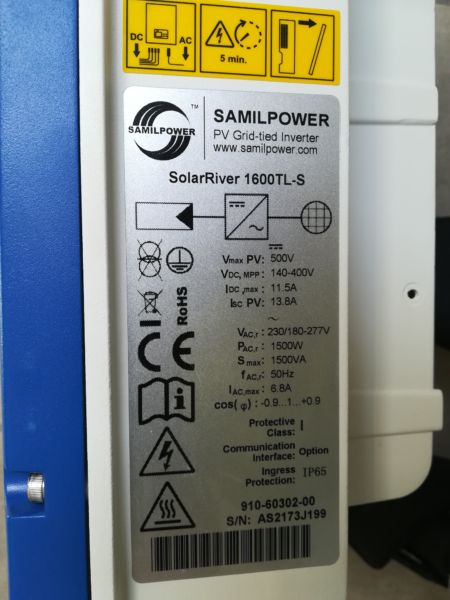 DC AC
5 min.
SAMILPOWER
TM
SAMILPOWER
PV Grid-tied Inverter
www.samilpower.com
SolarRiver 1600TL-S
Vmax PV: 500V
VDC, MPP: 140-400V
IDC,max: 11.5A
ISC PV: 13.8A
RoHS
CE
VAC,r: 230/180-277V
PAC,r: 1500W
Smax: 1500VA
fAC,r: 50Hz
IAC,max: 6.8A
cos(φ): -0.9...1...+0.9
Protective
Class: I
Communication
Interface: Option
Ingress
Protection: IP65
910-60302-00
S/N: AS2173J199